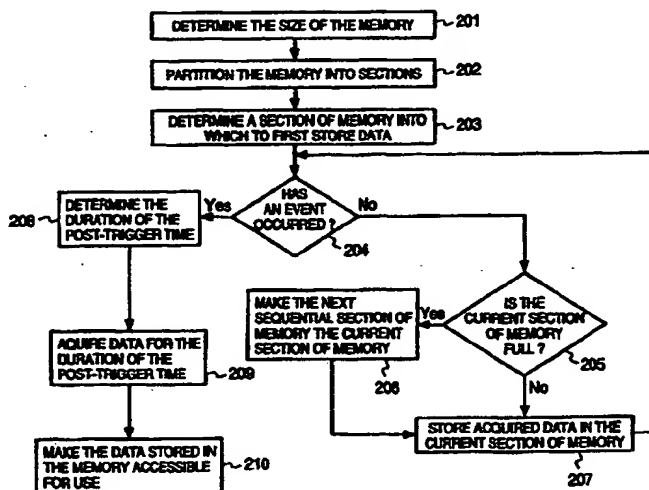 DETERMINE THE SIZE OF THE MEMORY
201
PARTITION THE MEMORY INTO SECTIONS
202
DETERMINE A SECTION OF MEMORY INTO
WHICH TO FIRST STORE DATA
203
HAS
AN EVENT
OCCURRED ?
204
Yes
No
208
DETERMINE THE
DURATION OF THE
POST-TRIGGER TIME
IS THE
CURRENT SECTION
OF MEMORY
FULL ?
205
Yes
No
MAKE THE NEXT
SEQUENTIAL SECTION OF
MEMORY THE CURRENT
SECTION OF MEMORY
206
AQUIRE DATA FOR THE
DURATION OF THE
POST-TRIGGER TIME
209
STORE ACQUIRED DATA IN THE
CURRENT SECTION OF MEMORY
207
MAKE THE DATA STORED IN
THE MEMORY ACCESSIBLE
FOR USE
210